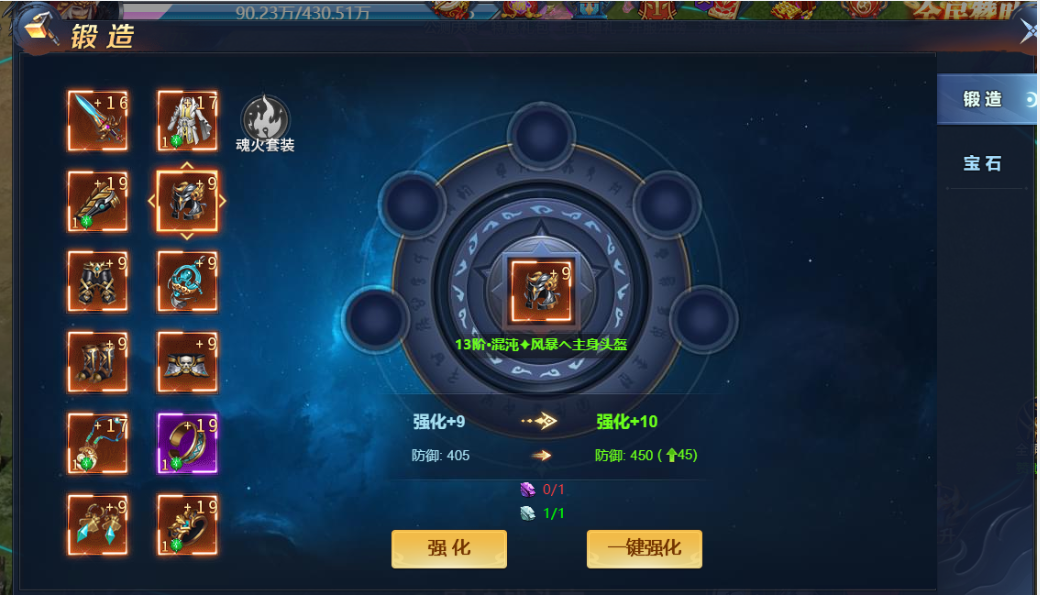 90.23万/430.51万
锻造
+16
+17
1
魂火套装
+19
1
+9
+9
+9
+9
+9
+17
1
+19
1
+9
+19
1
+9
13阶•混沌✦风暴へ主身头盔
强化+9
强化+10
防御: 405
防御: 450 (⬆45)
0/1
1/1
强化
一键强化
锻造
宝石